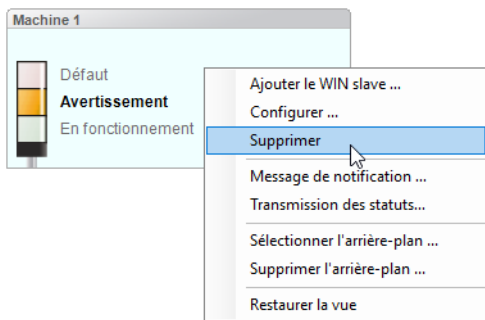 Machine 1
Défaut
Avertissement
En fonctionnement
Ajouter le WIN slave ...
Configurer ...
Supprimer
Message de notification ...
Transmission des statuts...
Sélectionner l'arrière-plan ...
Supprimer l'arrière-plan ...
Restaurer la vue